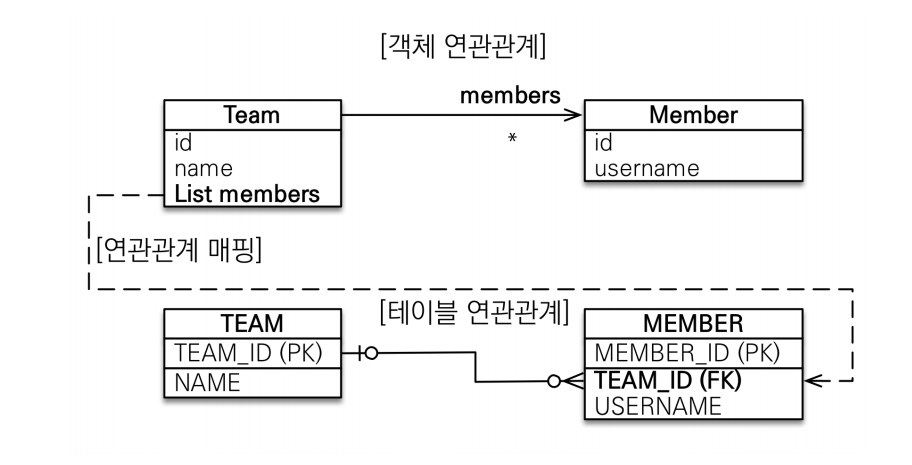 [객체 연관관계]
members
Team
Member
*
id
name
List members
id
username
[연관관계 매핑]
[테이블 연관관계]
TEAM
TEAM_ID (PK)
NAME
MEMBER
MEMBER_ID (PK)
TEAM_ID (FK)
USERNAME